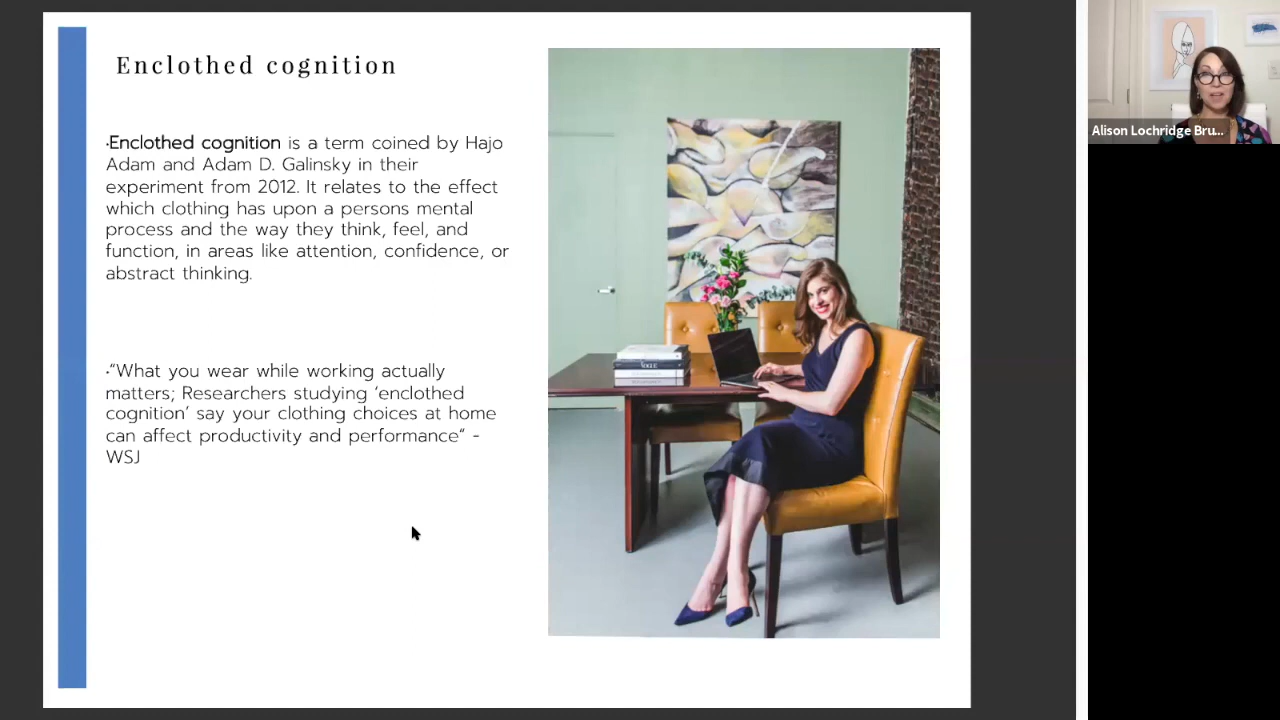 Enclothed cognition
·Enclothed cognition is a term coined by Hajo
Adam and Adam D. Galinsky in their
experiment from 2012. It relates to the effect
which clothing has upon a persons mental
process and the way they think, feel, and
function, in areas like attention, confidence, or
abstract thinking.
·“What you wear while working actually
matters; Researchers studying ‘enclothed
cognition’ say your clothing choices at home
can affect productivity and performance” -
WSJ
VOGUE
Alison Lochridge Bru...